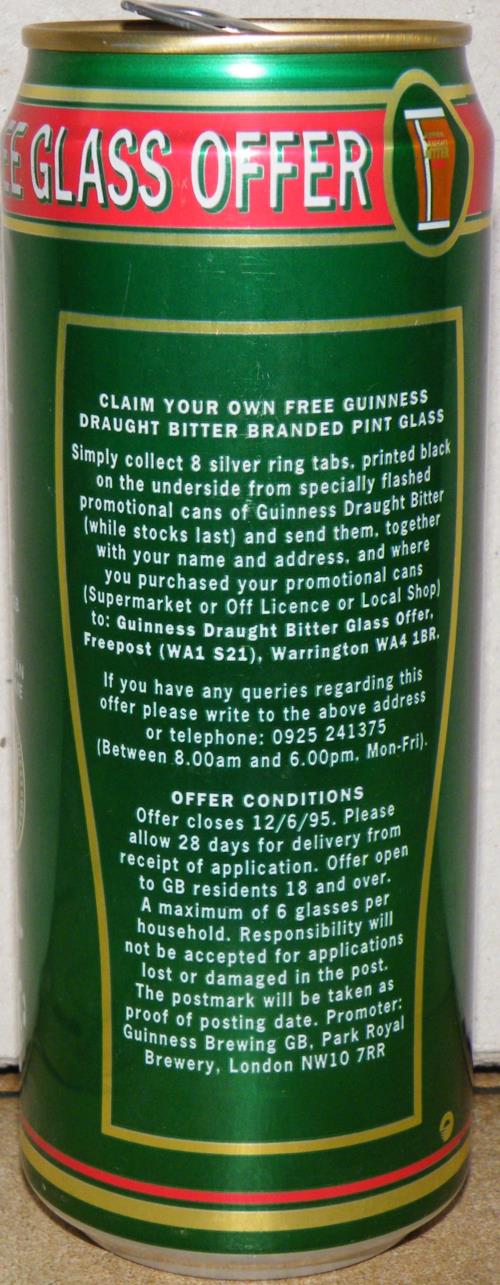 EE GLASS OFFER
CLAIM YOUR OWN FREE GUINNESS
DRAUGHT BITTER BRANDED PINT GLASS
Simply collect 8 silver ring tabs, printed black
on the underside from specially flashed
promotional cans of Guinness Draught Bitter
(while stocks last) and send them, together
with your name and address, and where
you purchased your promotional cans
(Supermarket or Off Licence or Local Shop)
to: Guinness Draught Bitter Glass Offer,
Freepost (WA1 S21), Warrington WA4 1BR.
If you have any queries regarding this
offer please write to the above address
or telephone: 0925 241375
(Between 8.00am and 6.00pm, Mon-Fri).
OFFER CONDITIONS
Offer closes 12/6/95. Please
allow 28 days for delivery from
receipt of application. Offer open
to GB residents 18 and over.
A maximum of 6 glasses per
household. Responsibility will
not be accepted for applications
lost or damaged in the post.
The postmark will be taken as
proof of posting date. Promoter:
Guinness Brewing GB, Park Royal
Brewery, London NW10 7RR